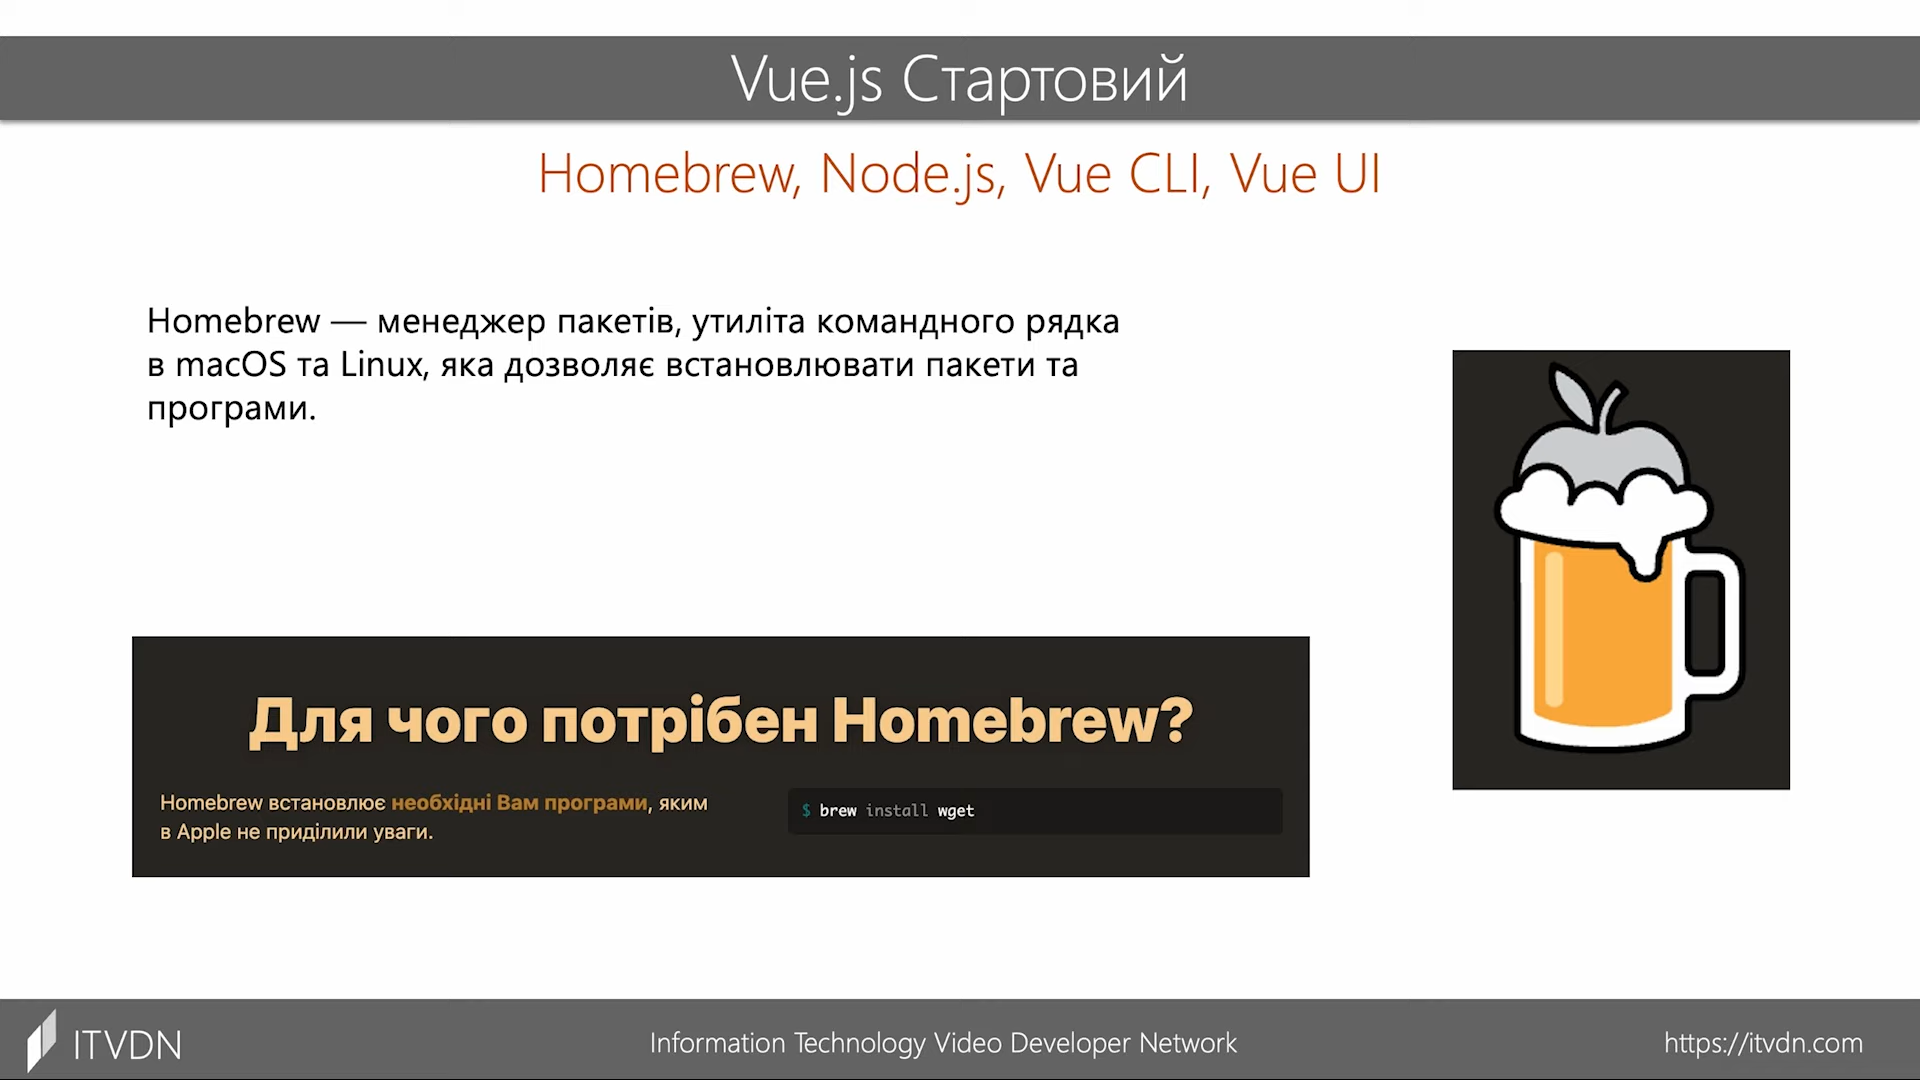 Vue.js Стартовий
Homebrew, Node.js, Vue CLI, Vue UI
Homebrew — менеджер пакетів, утиліта командного рядка
в macOS та Linux, яка дозволяє встановлювати пакети та
програми.
Для чого потрібен Homebrew?
Homebrew встановлює необхідні Вам програми, яким
в Apple не приділили уваги.
$ brew install wget
ITVDN
Information Technology Video Developer Network
https://itvdn.com